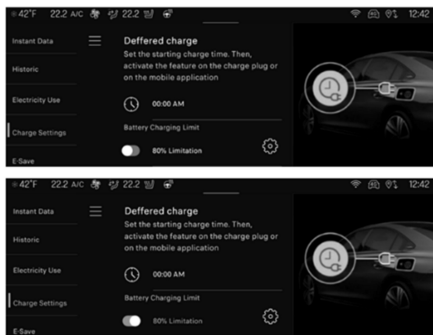 42°F 22.2 A/C 22.2 12:42
Instant Data
Historic
Electricity Use
Charge Settings
E-Save
Deffered charge
Set the starting charge time. Then,
activate the feature on the charge plug or
on the mobile application
00:00 AM
Battery Charging Limit
80% Limitation
42°F 22.2 A/C 22.2 12:42
Instant Data
Historic
Electricity Use
Charge Settings
E-Save
Deffered charge
Set the starting charge time. Then,
activate the feature on the charge plug or
on the mobile application
00:00 AM
Battery Charging Limit
80% Limitation